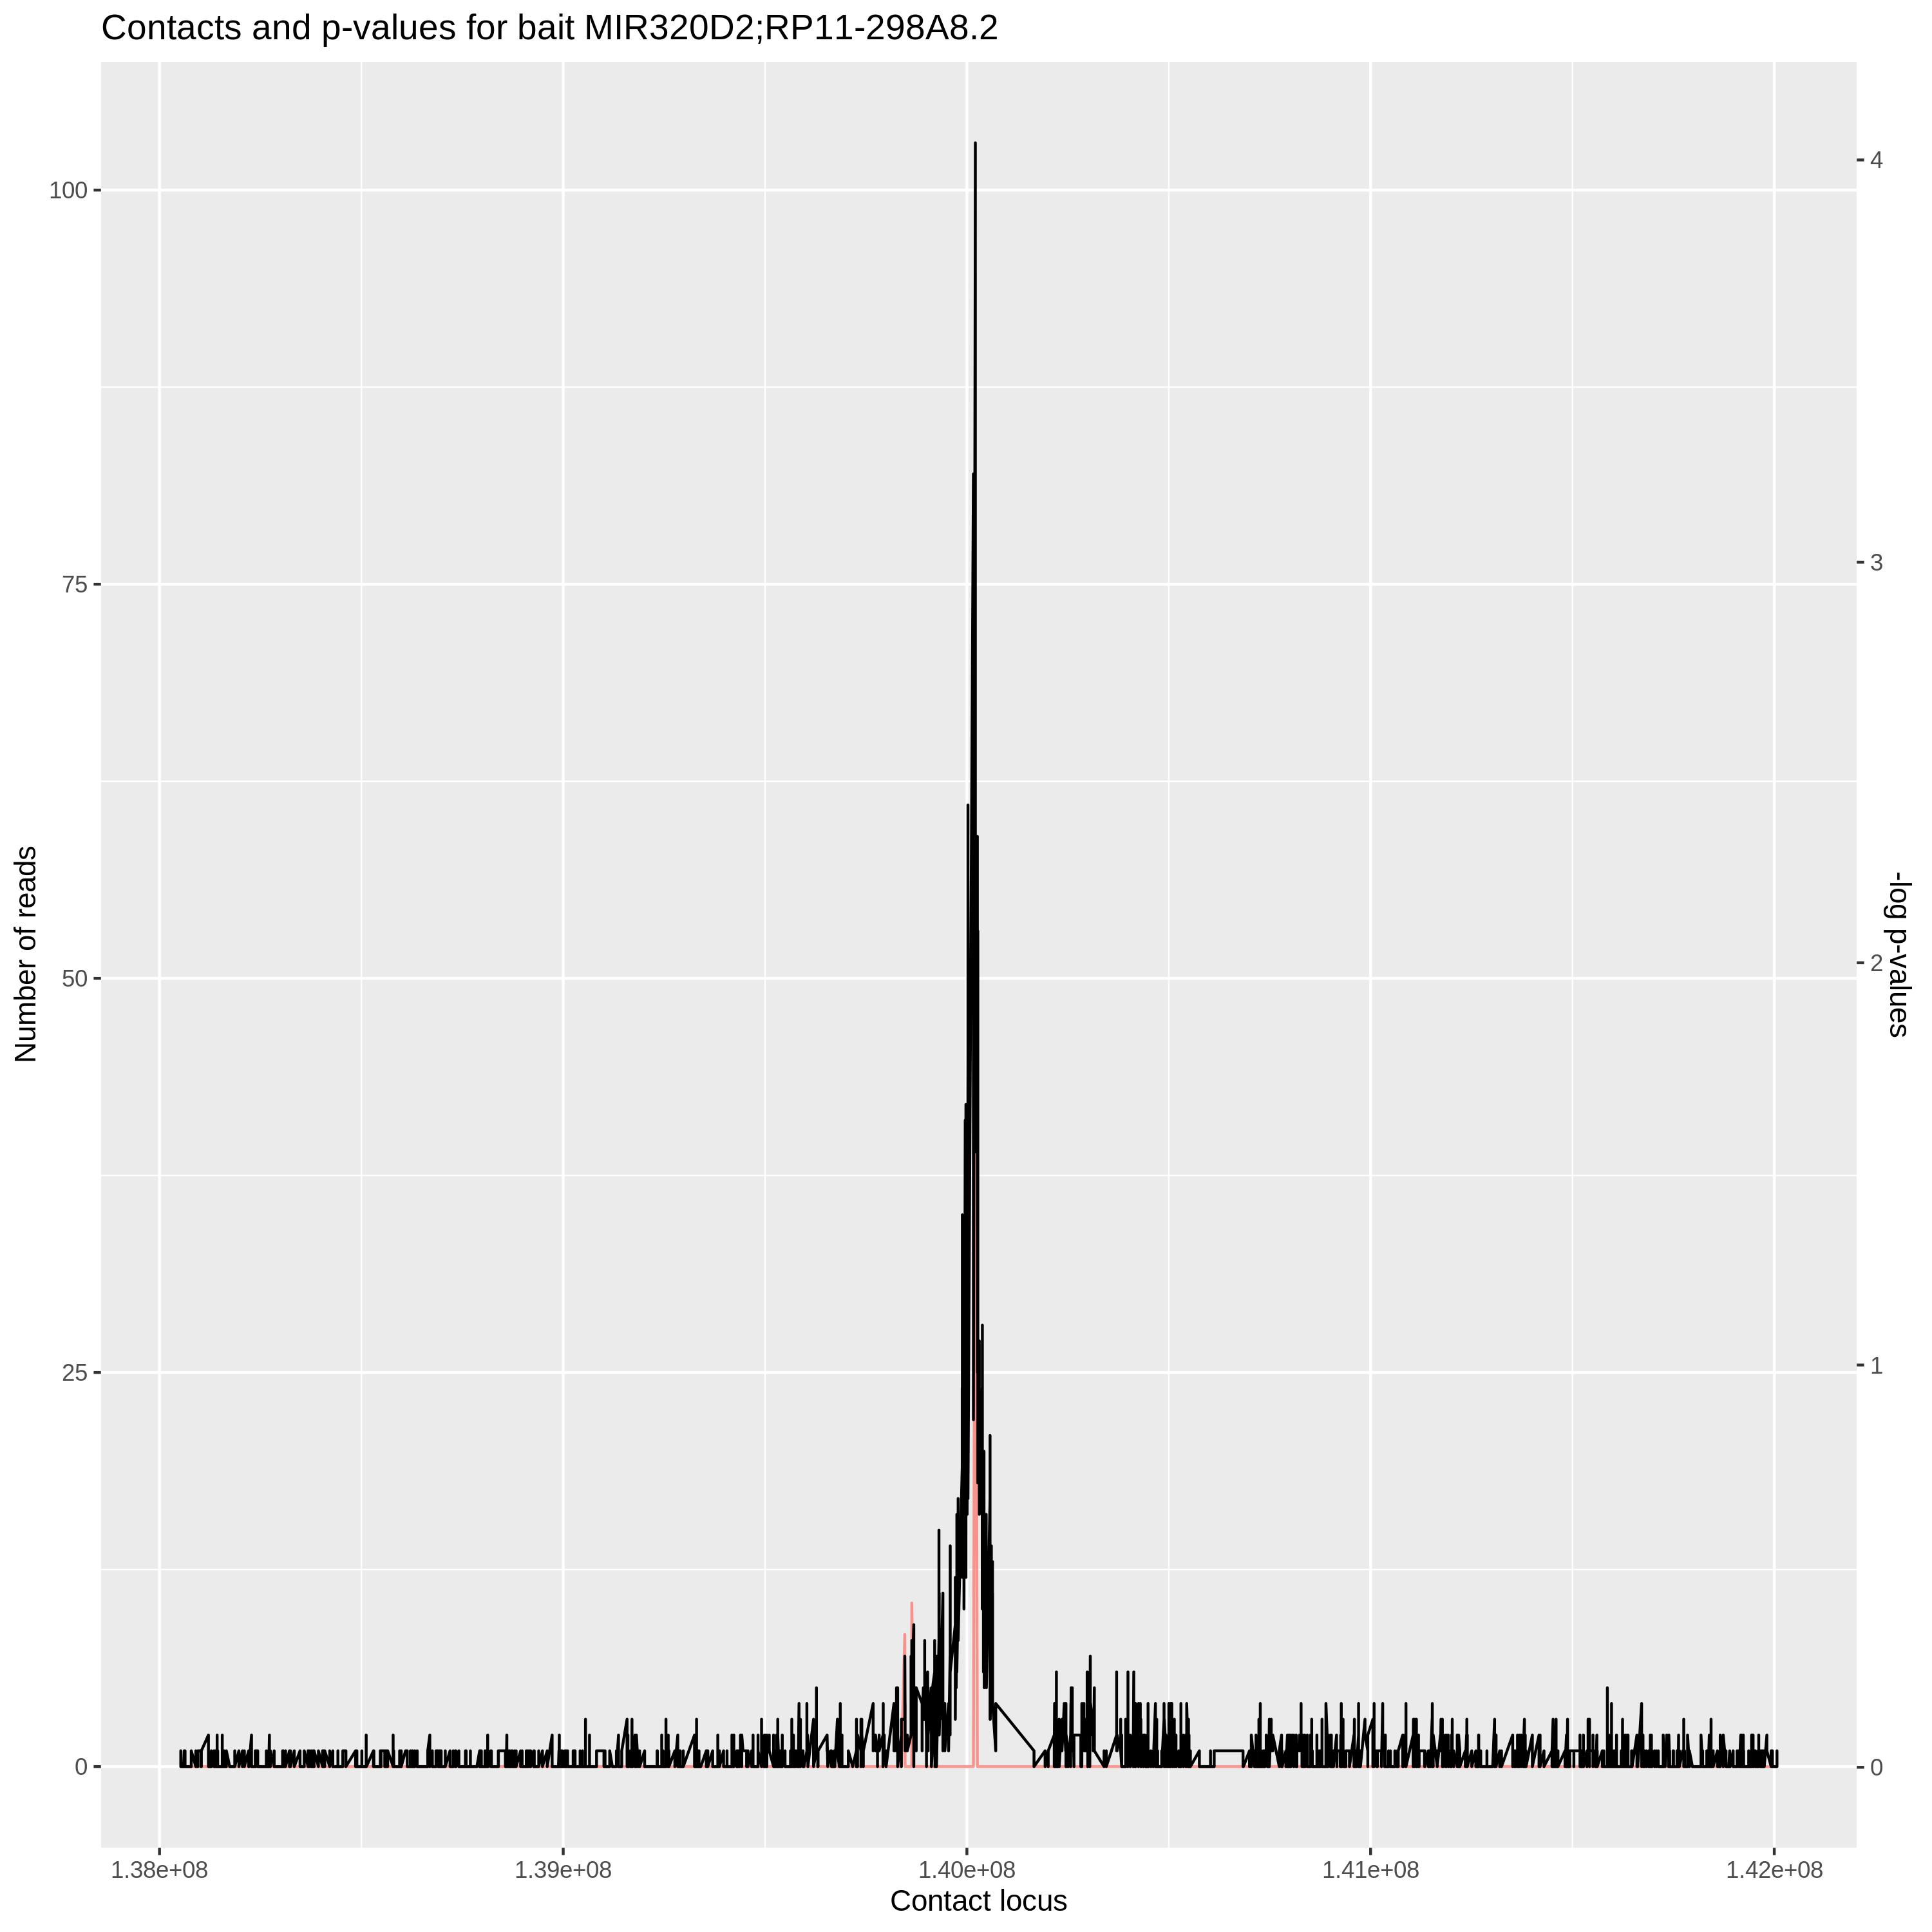 Contacts and p-values for bait MIR320D2;RP11-298A8.2
Number of reads
100
75
50
25
0
4
3
2
1
0
-log p-values
1.38e+08 1.39e+08 1.40e+08 1.41e+08 1.42e+08
Contact locus